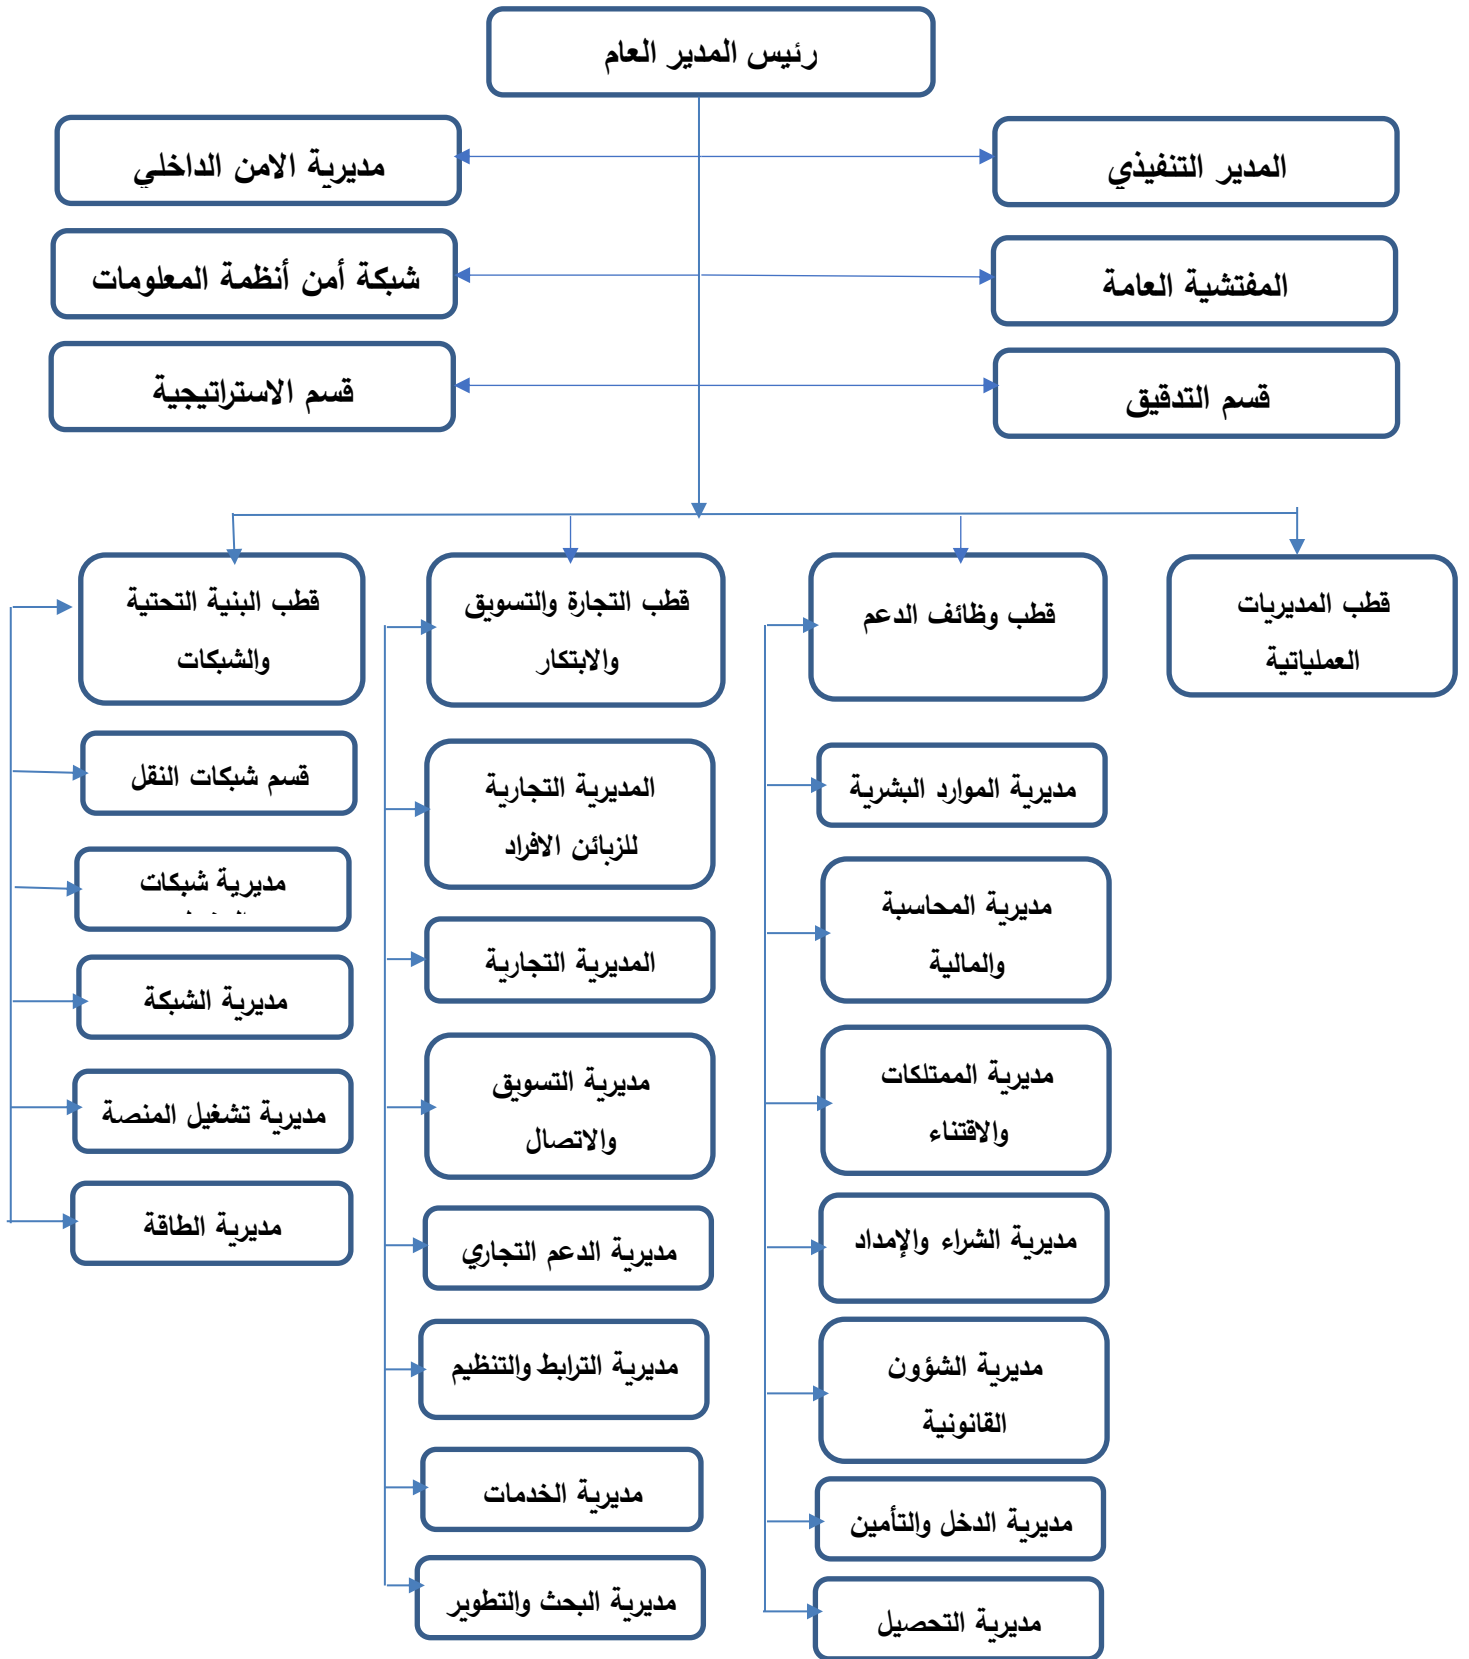 رئيس المدير العام
المدير التنفيذي
مديرية الامن الداخلي
المفتشية العامة
شبكة أمن أنظمة المعلومات
قسم التدقيق
قسم الاستراتيجية
قطب المديريات
العملياتية
قطب وظائف الدعم
مديرية الموارد البشرية
مديرية المحاسبة
والمالية
مديرية الممتلكات
والاقتناء
مديرية الشراء والإمداد
مديرية الشؤون
القانونية
مديرية الدخل والتأمين
مديرية التحصيل
قطب التجارة والتسويق
والابتكار
المديرية التجارية
للزبائن الافراد
المديرية التجارية
مديرية التسويق
والاتصال
مديرية الدعم التجاري
مديرية الترابط والتنظيم
مديرية الخدمات
مديرية البحث والتطوير
قطب البنية التحتية
والشبكات
قسم شبكات النقل
مديرية شبكات
مديرية الشبكة
مديرية تشغيل المنصة
مديرية الطاقة